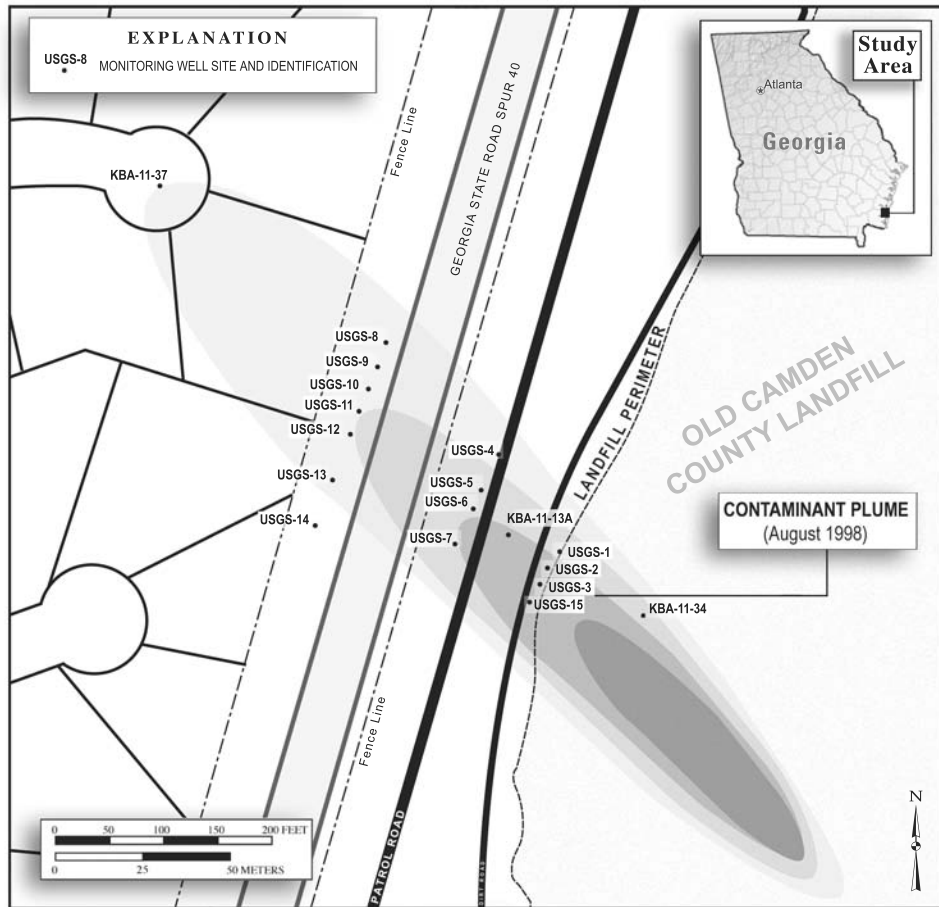 EXPLANATION
USGS-8
MONITORING WELL SITE AND IDENTIFICATION
Study
Area
Atlanta
Georgia
Fence Line
GEORGIA STATE ROAD SPUR 40
KBA-11-37
USGS-8
USGS-9
USGS-10
USGS-11
USGS-12
USGS-13
USGS-14
USGS-4
USGS-5
USGS-6
USGS-7
KBA-11-13A
LANDFILL PERIMETER
OLD CAMDEN
COUNTY LANDFILL
CONTAMINANT PLUME
(August 1998)
USGS-1
USGS-2
USGS-3
USGS-15
KBA-11-34
Fence Line
PATROL ROAD
DIRT ROAD
0 50 100 150 200 FEET
0 25 50 METERS
N